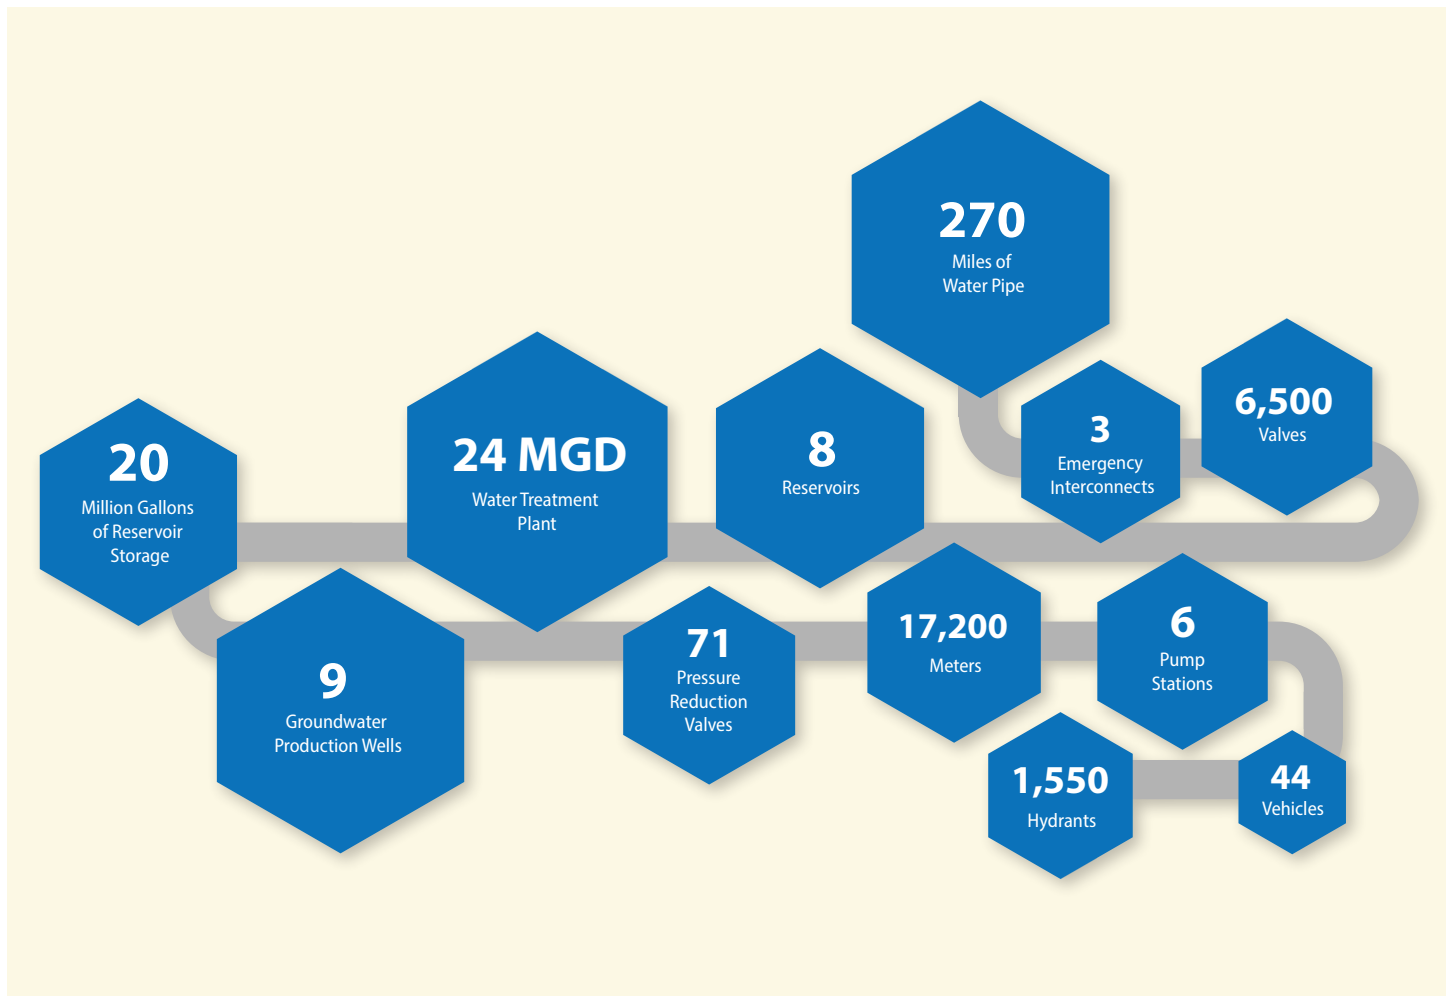 270
Miles of
Water Pipe
3
Emergency
Interconnects
6,500
Valves
8
Reservoirs
24 MGD
Water Treatment
Plant
20
Million Gallons
of Reservoir
Storage
9
Groundwater
Production Wells
71
Pressure
Reduction
Valves
17,200
Meters
6
Pump
Stations
44
Vehicles
1,550
Hydrants